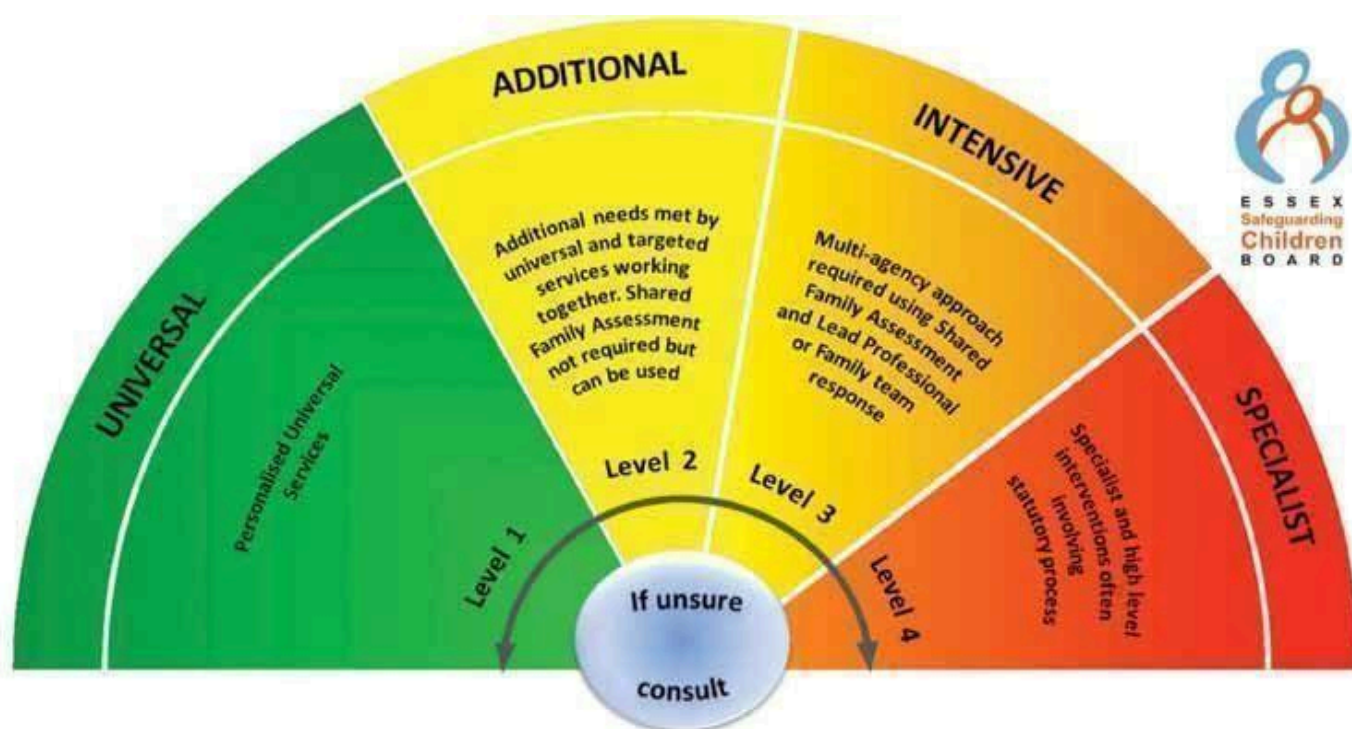 UNIVERSAL
Personalised Universal
Services
Level 1
ADDITIONAL
Additional needs met by
universal and targeted
services working
together. Shared
Family Assessment
not required but
can be used
Level 2
INTENSIVE
Multi-agency approach
required using Shared
Family Assessment
and Lead Professional
or Family team
response
Level 3
SPECIALIST
Specialist and high level
interventions often
involving
statutory process
Level 4
If unsure
consult
ESSEX
Safeguarding
Children
BOARD